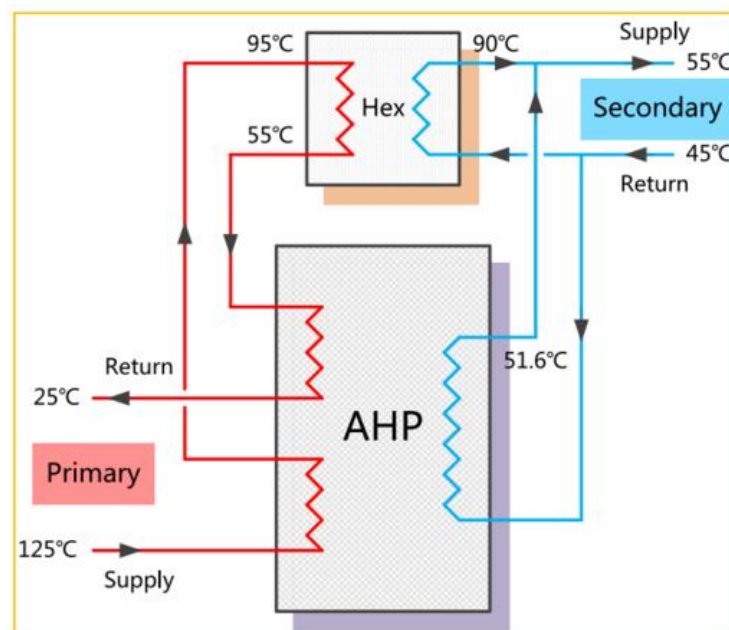 95℃
90℃
Supply
55℃
Hex
Secondary
55℃
45℃
Return
Return
51.6℃
25℃
AHP
Primary
125℃
Supply